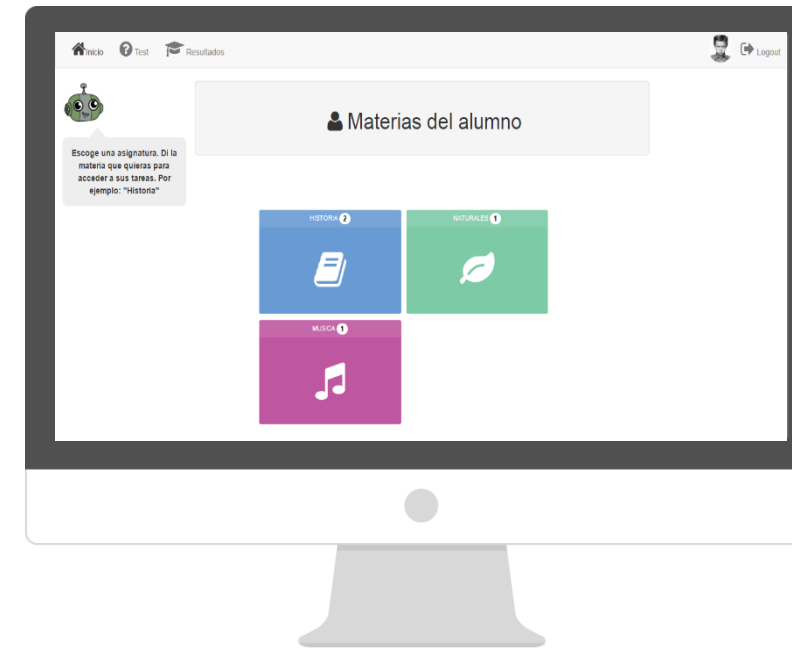 Inicio
Test
Resultados
Logout
Materias del alumno
Escoge una asignatura. Di la
materia que quieras para
acceder a sus tareas. Por
ejemplo: "Historia"
HISTORIA 2
NATURALES 1
MUSICA 1